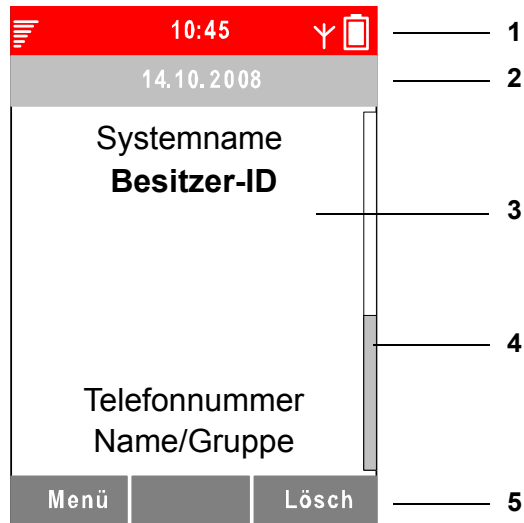 10:45 1
14.10.2008 2
Systemname
Besitzer-ID
3
4
Telefonnummer
Name/Gruppe
Menü Lösch 5